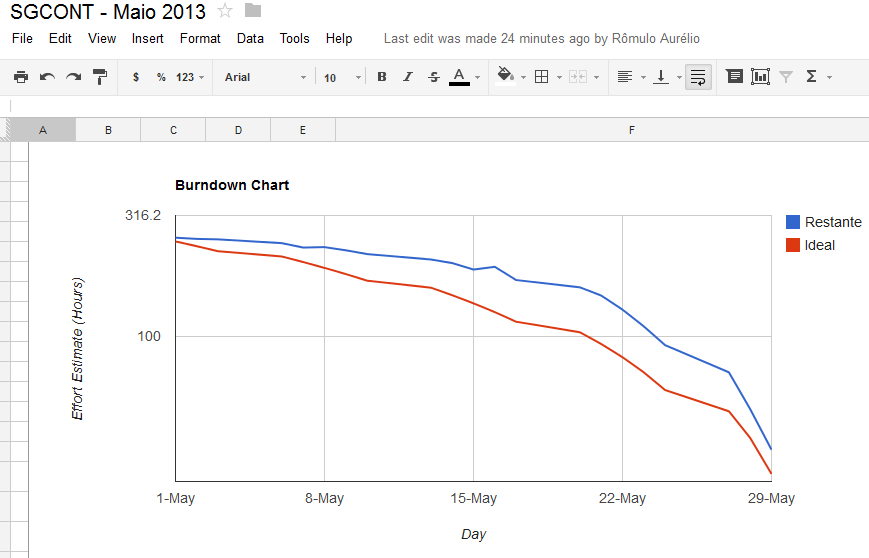 SGCONT - Maio 2013
File Edit View Insert Format Data Tools Help Last edit was made 24 minutes ago by Rômulo Aurélio
$ % 123 Arial 10 B I S A Σ
A B C D E F
Burndown Chart
316.2
100
Effort Estimate (Hours)
Restante
Ideal
1-May 8-May 15-May 22-May 29-May
Day